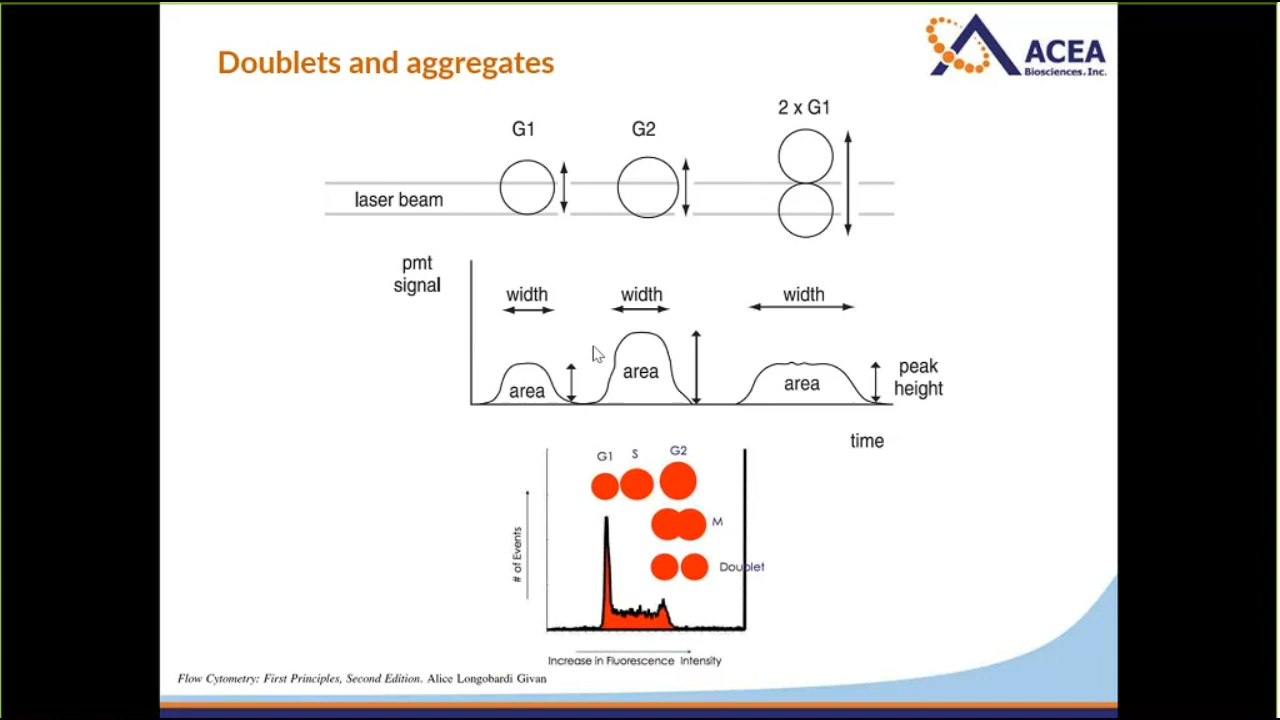 Doublets and aggregates
ACEA
Biosciences, Inc.
G1
G2
2 x G1
laser beam
pmt
signal
width
width
width
area
area
area
peak
height
time
G1
S
G2
M
Doublet
# of Events
Increase in Fluorescence Intensity
Flow Cytometry: First Principles, Second Edition. Alice Longobardi Givan